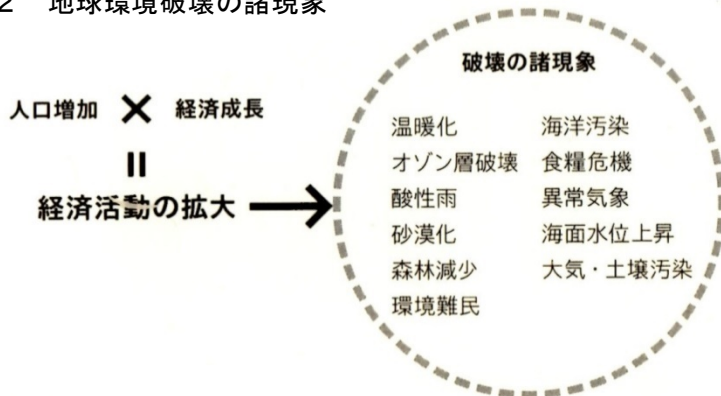 2 地球環境破壊の諸現象
人口増加 × 経済成長
=
経済活動の拡大 →
破壊の諸現象
温暖化 海洋汚染
オゾン層破壊 食糧危機
酸性雨 異常気象
砂漠化 海面水位上昇
森林減少 大気・土壌汚染
環境難民